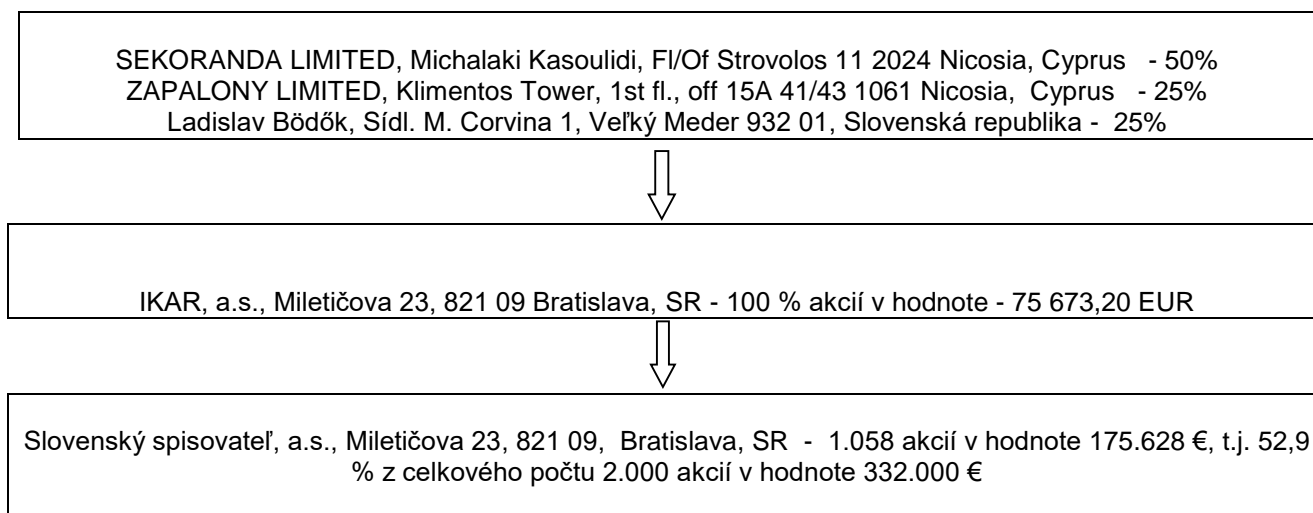 SEKORANDA LIMITED, Michalaki Kasoulidi, Fl/Of Strovolos 11 2024 Nicosia, Cyprus - 50%
ZAPALONY LIMITED, Klimentos Tower, 1st fl., off 15A 41/43 1061 Nicosia, Cyprus - 25%
Ladislav Bödők, Sídl. M. Corvina 1, Veľký Meder 932 01, Slovenská republika - 25%
IKAR, a.s., Miletičova 23, 821 09 Bratislava, SR - 100 % akcií v hodnote - 75 673,20 EUR
Slovenský spisovateľ, a.s., Miletičova 23, 821 09, Bratislava, SR - 1.058 akcií v hodnote 175.628 €, t.j. 52,9
% z celkového počtu 2.000 akcií v hodnote 332.000 €